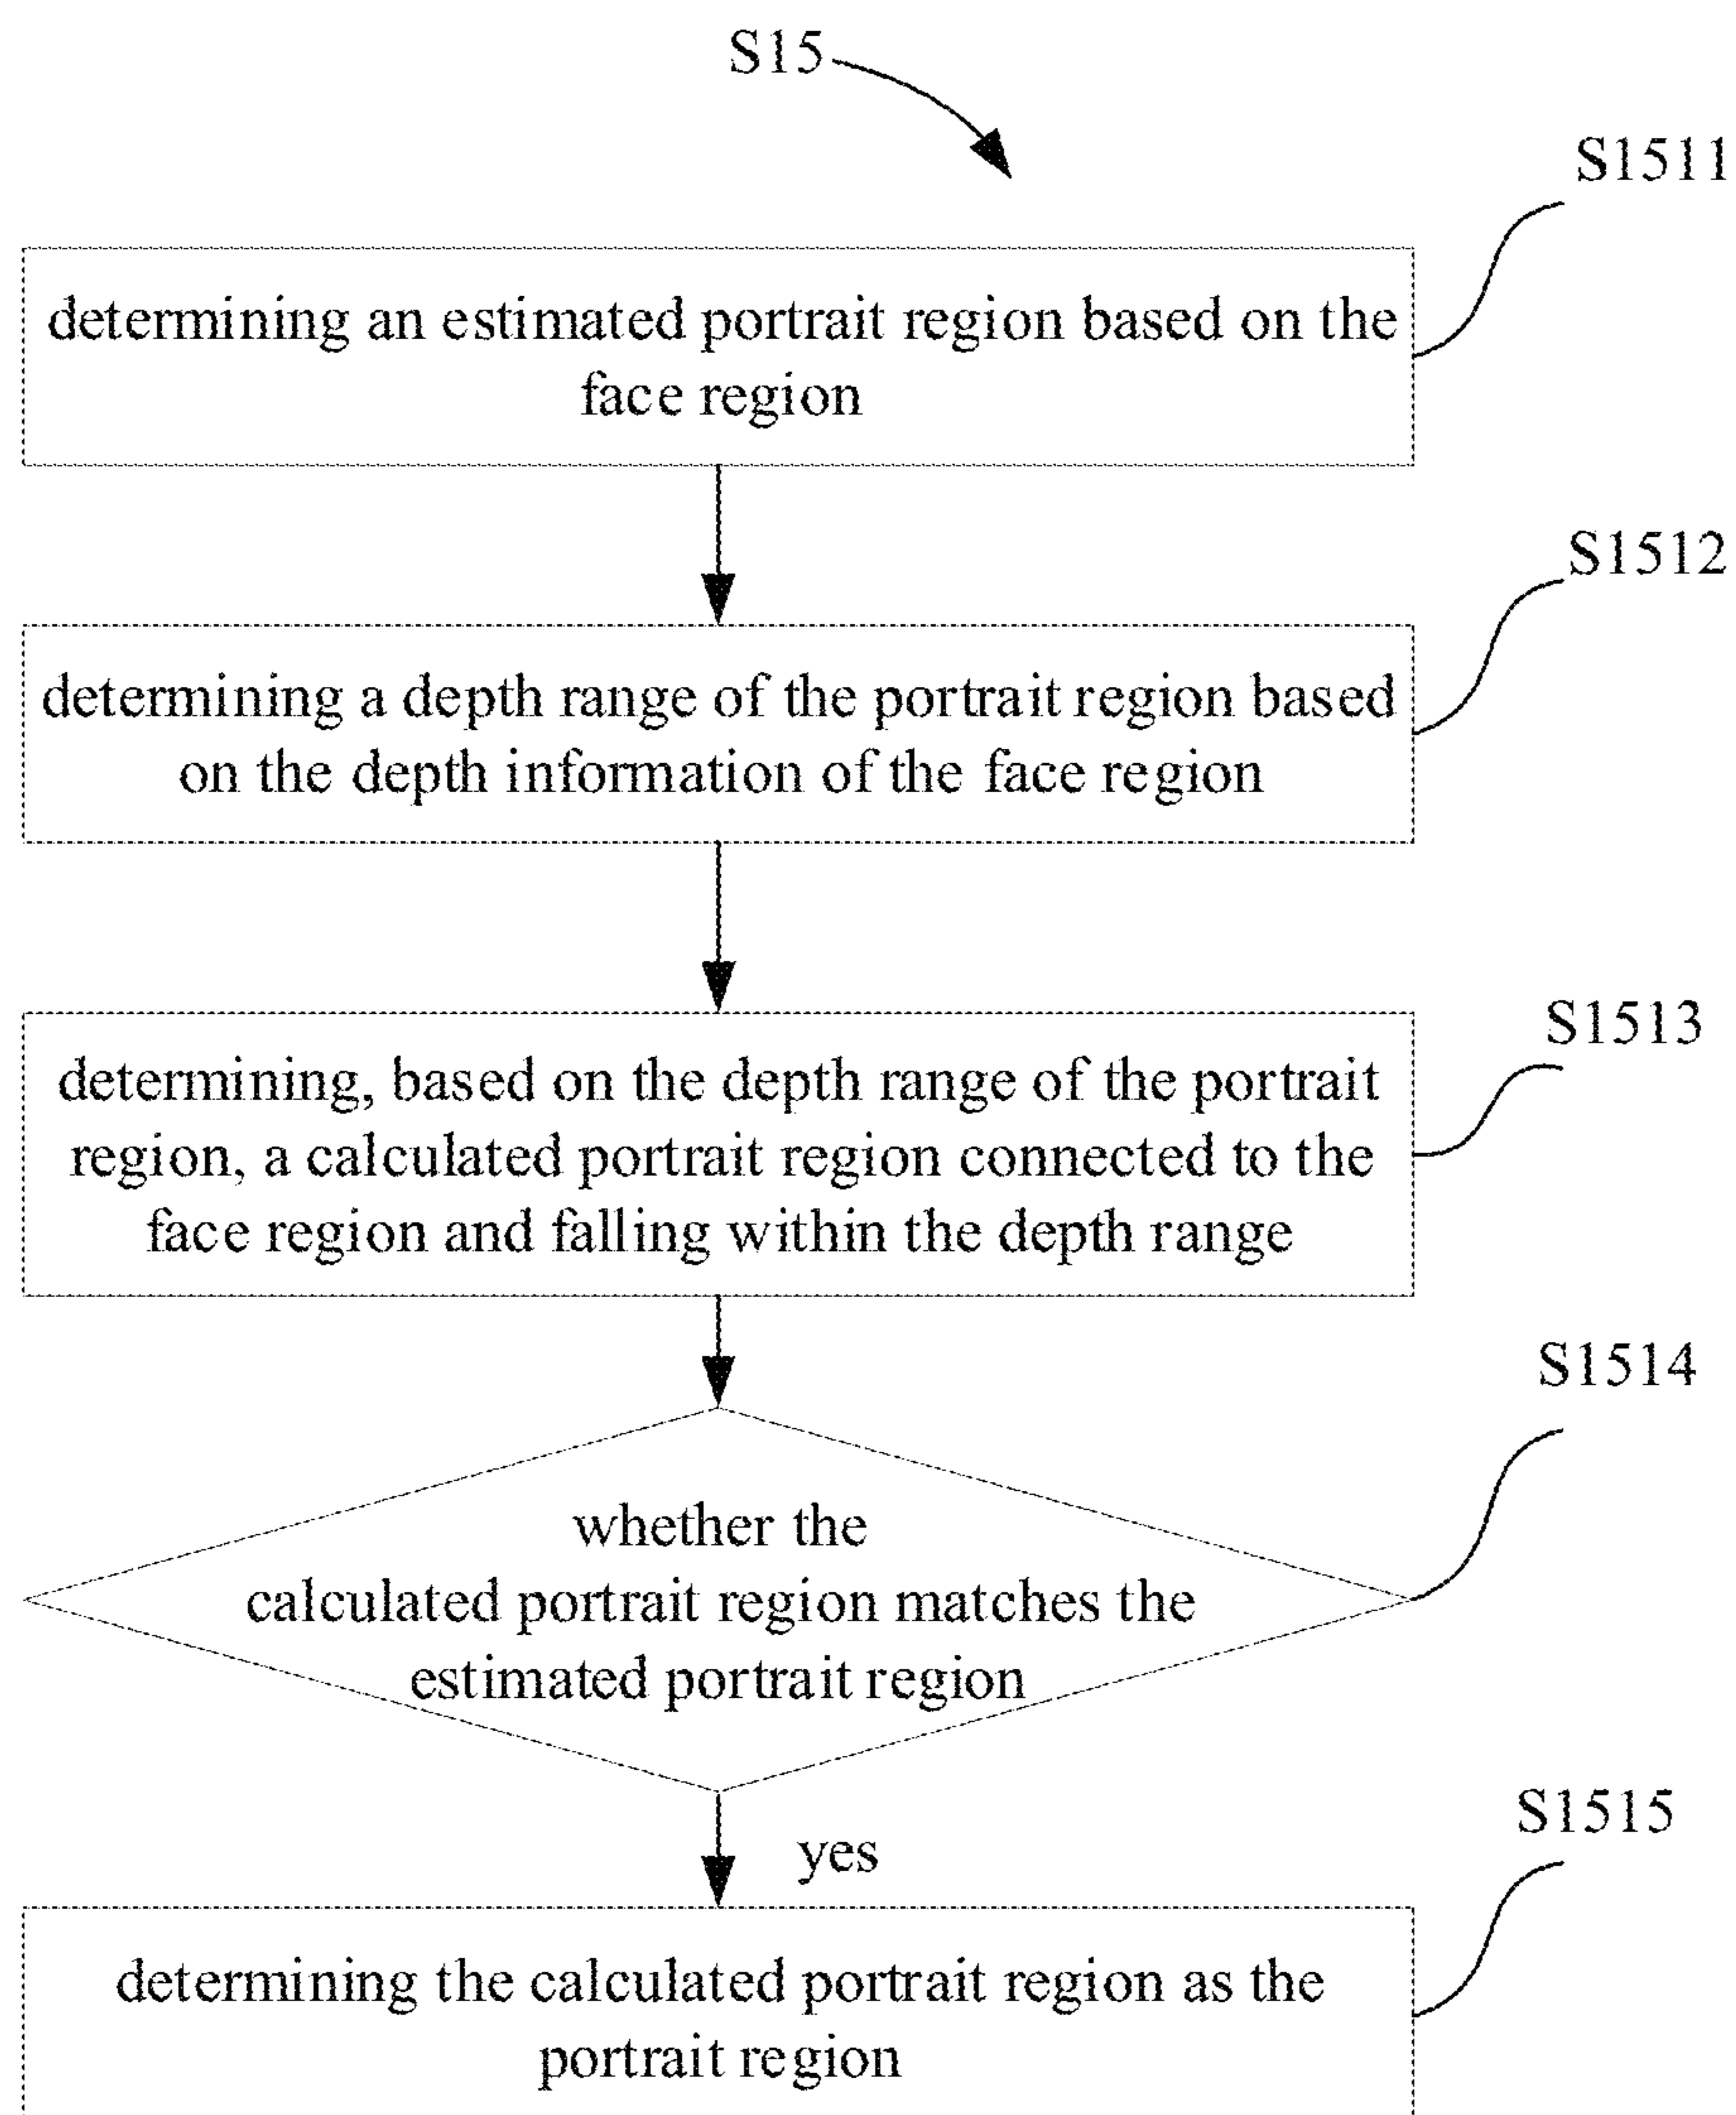 S15
S1511
determining an estimated portrait region based on the
face region
S1512
determining a depth range of the portrait region based
on the depth information of the face region
S1513
determining, based on the depth range of the portrait
region, a calculated portrait region connected to the
face region and falling within the depth range
S1514
whether the
calculated portrait region matches the
estimated portrait region
yes
S1515
determining the calculated portrait region as the
portrait region